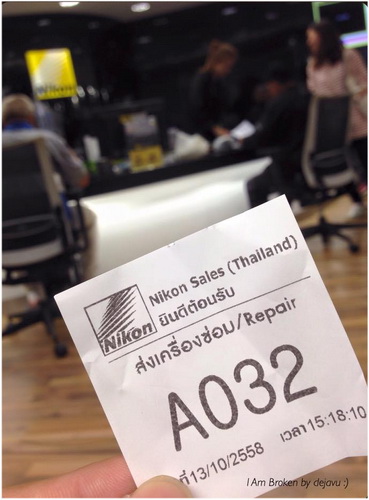 Nikon
Nikon Sales (Thailand)
ยินดีต้อนรับ
Nikon
ส่งเครื่องซ่อม/Repair
A032
ที่13/10/2558 เวลา15:18:10
I Am Broken by dejavu :)